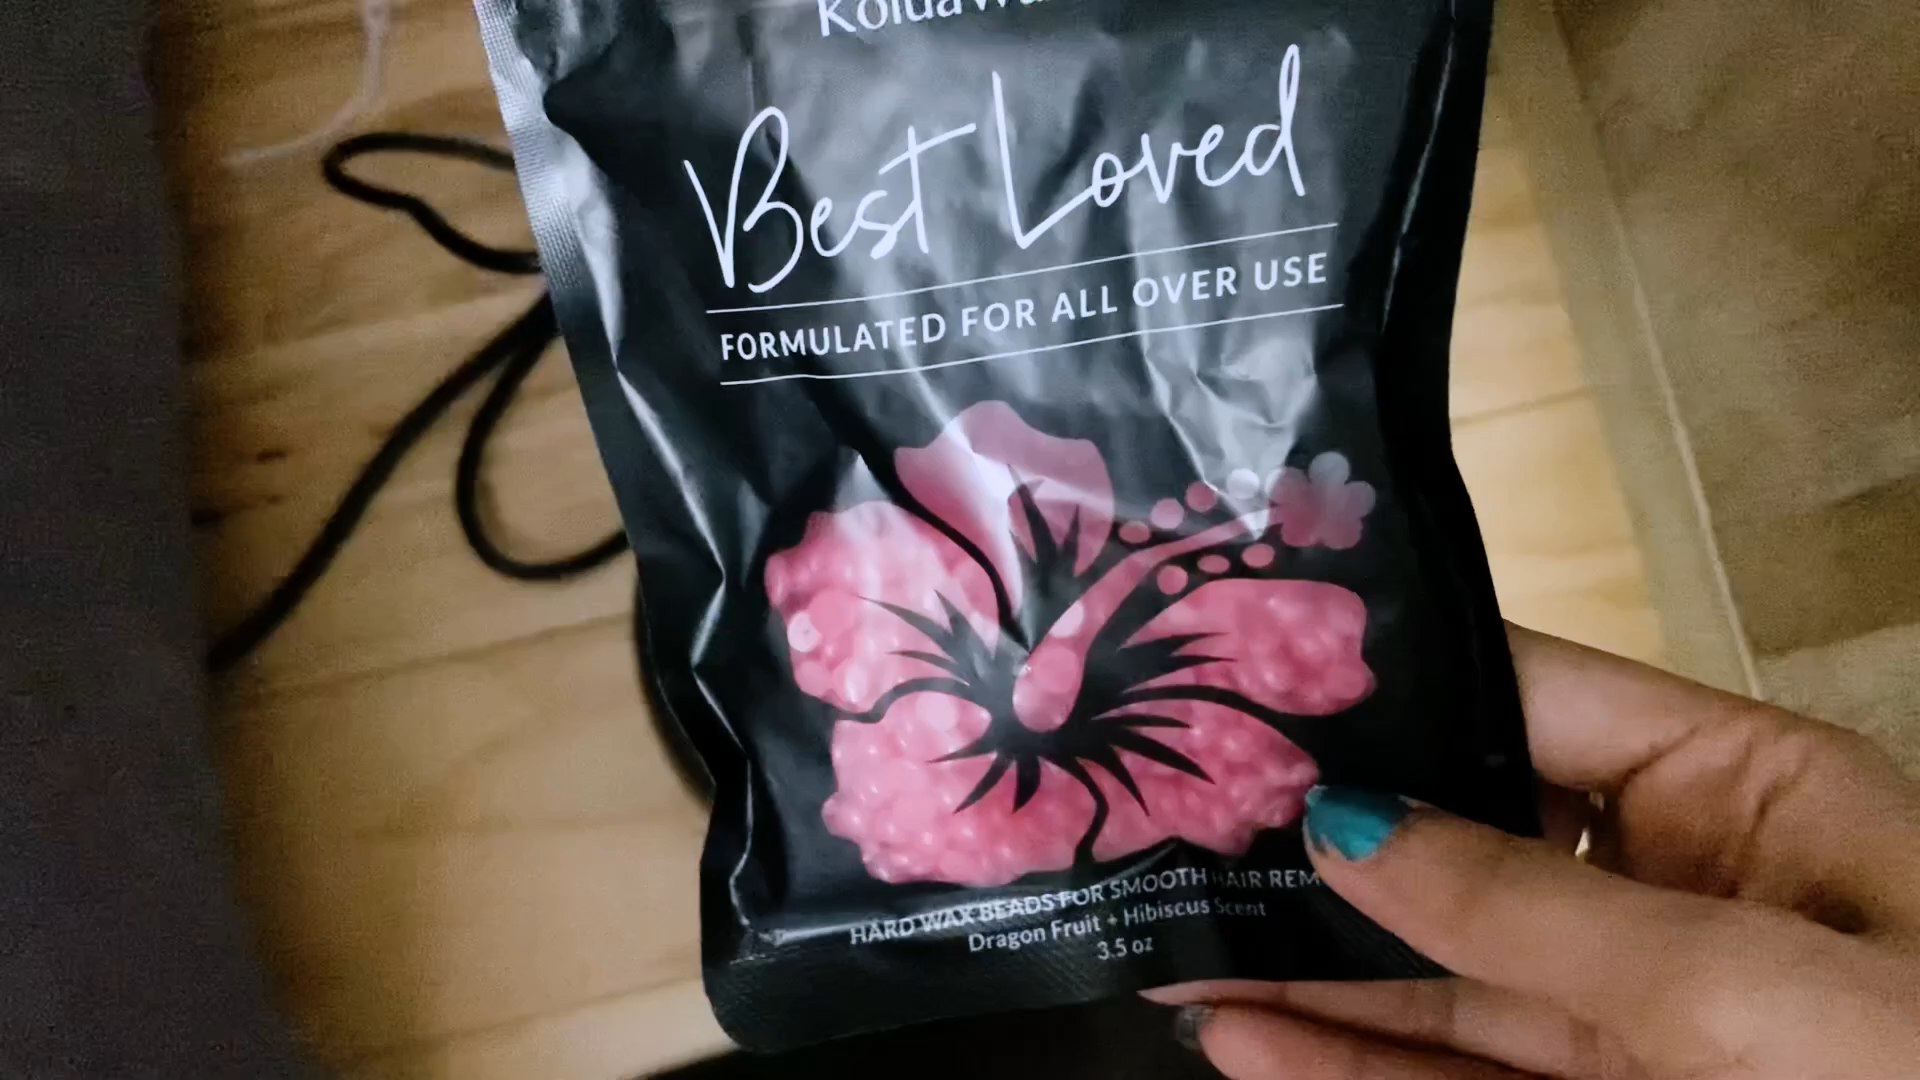 Best Loved
FORMULATED FOR ALL OVER USE
HARD WAX BEADS FOR SMOOTH HAIR REM
Dragon Fruit + Hibiscus Scent
3.5 oz